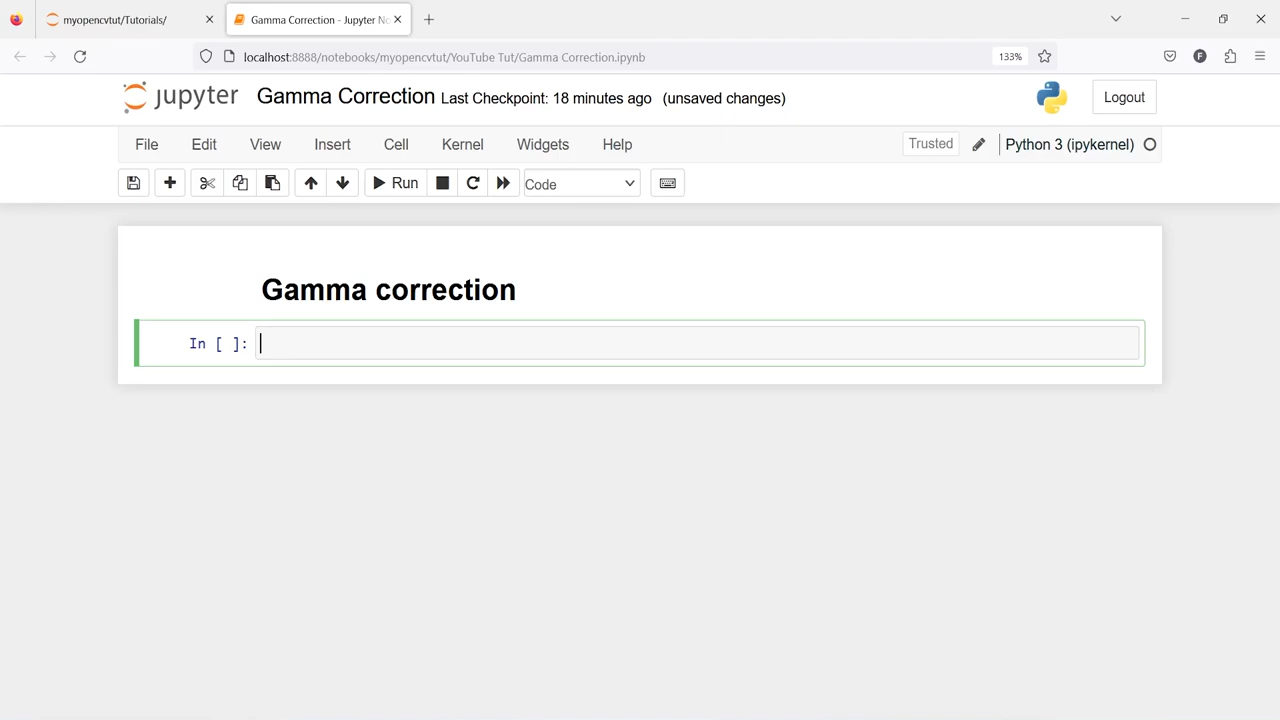 myopencvtut/Tutorials/
Gamma Correction - Jupyter No
localhost:8888/notebooks/myopencvtut/YouTube Tut/Gamma Correction.ipynb
133%
F
jupyter Gamma Correction Last Checkpoint: 18 minutes ago (unsaved changes)
Logout
File Edit View Insert Cell Kernel Widgets Help
Trusted
Python 3 (ipykernel)
Run
Code
Gamma correction
In [ ]: